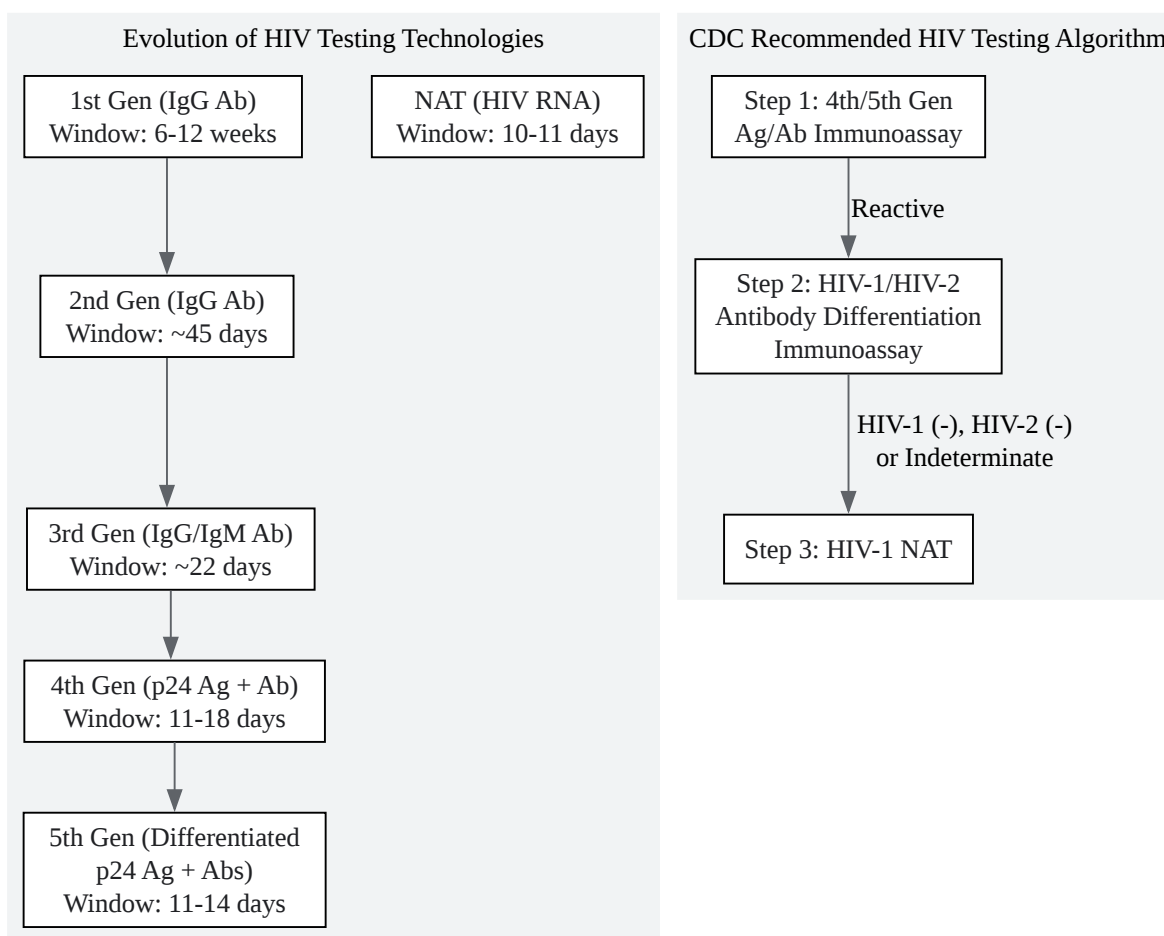 Evolution of HIV Testing Technologies
1st Gen (IgG Ab)
Window: 6-12 weeks
NAT (HIV RNA)
Window: 10-11 days
2nd Gen (IgG Ab)
Window: ~45 days
3rd Gen (IgG/IgM Ab)
Window: ~22 days
4th Gen (p24 Ag + Ab)
Window: 11-18 days
5th Gen (Differentiated
p24 Ag + Abs)
Window: 11-14 days
CDC Recommended HIV Testing Algorithm
Step 1: 4th/5th Gen
Ag/Ab Immunoassay
Reactive
Step 2: HIV-1/HIV-2
Antibody Differentiation
Immunoassay
HIV-1 (-), HIV-2 (-)
or Indeterminate
Step 3: HIV-1 NAT